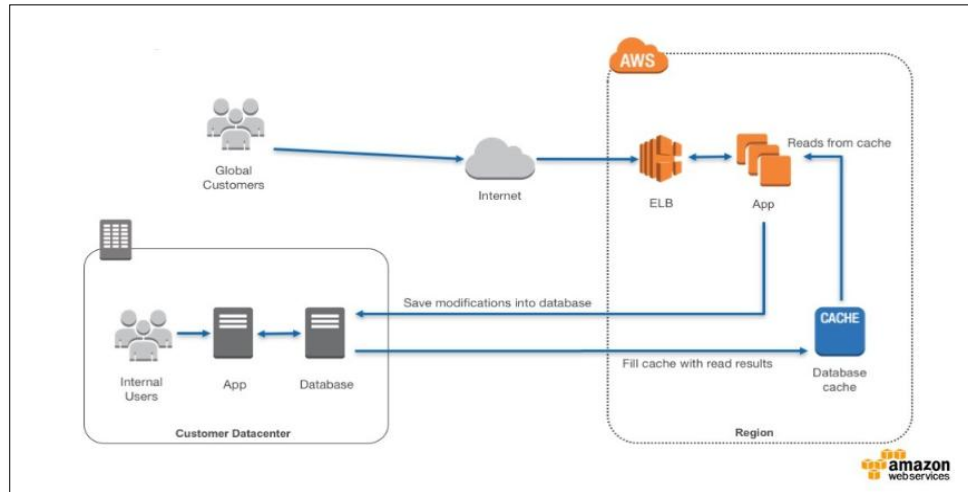 AWS
Reads from cache
Global
Customers
Internet
ELB
App
Save modifications into database
CACHE
Fill cache with read results
Internal
Users
App
Database
Database
cache
Customer Datacenter
Region
amazon
webservices